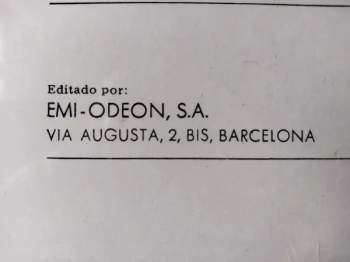 Editado por:
EMI-ODEON, S.A.
VIA AUGUSTA, 2, BIS, BARCELONA